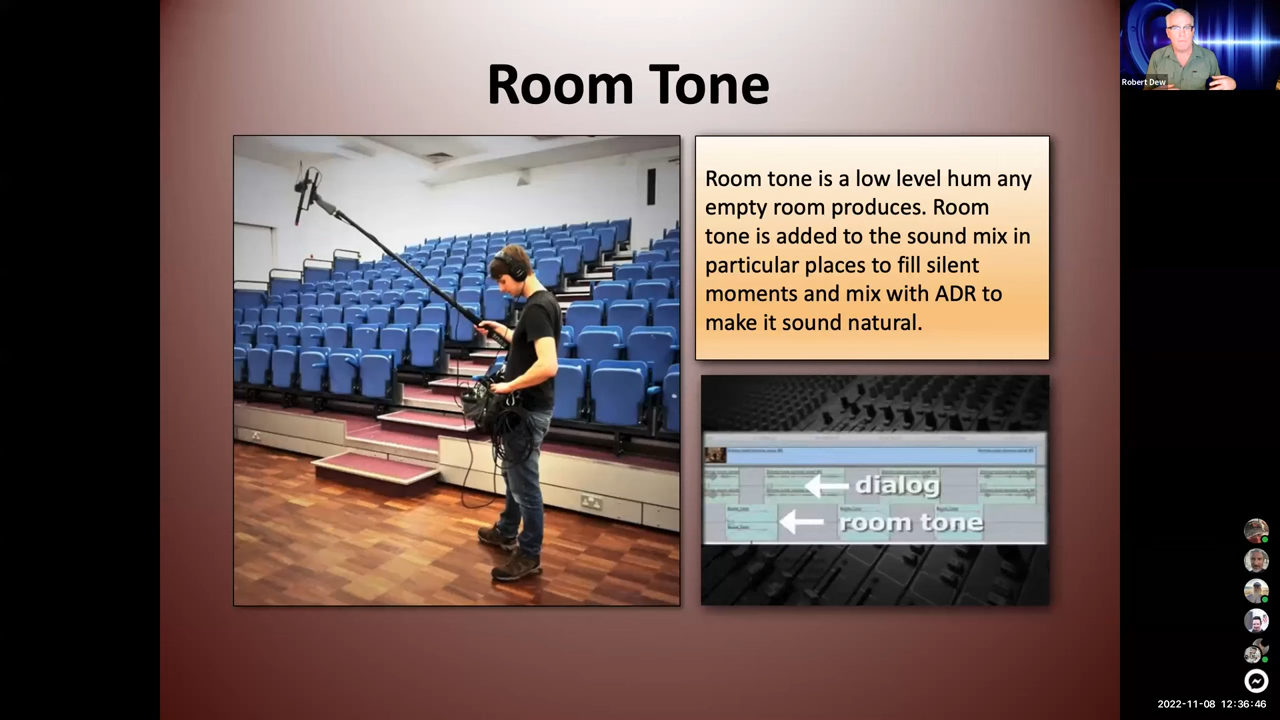 Room Tone
Robert Dew
Room tone is a low level hum any
empty room produces. Room
tone is added to the sound mix in
particular places to fill silent
moments and mix with ADR to
make it sound natural.
dialog
room tone
2022-11-08 12:36:46